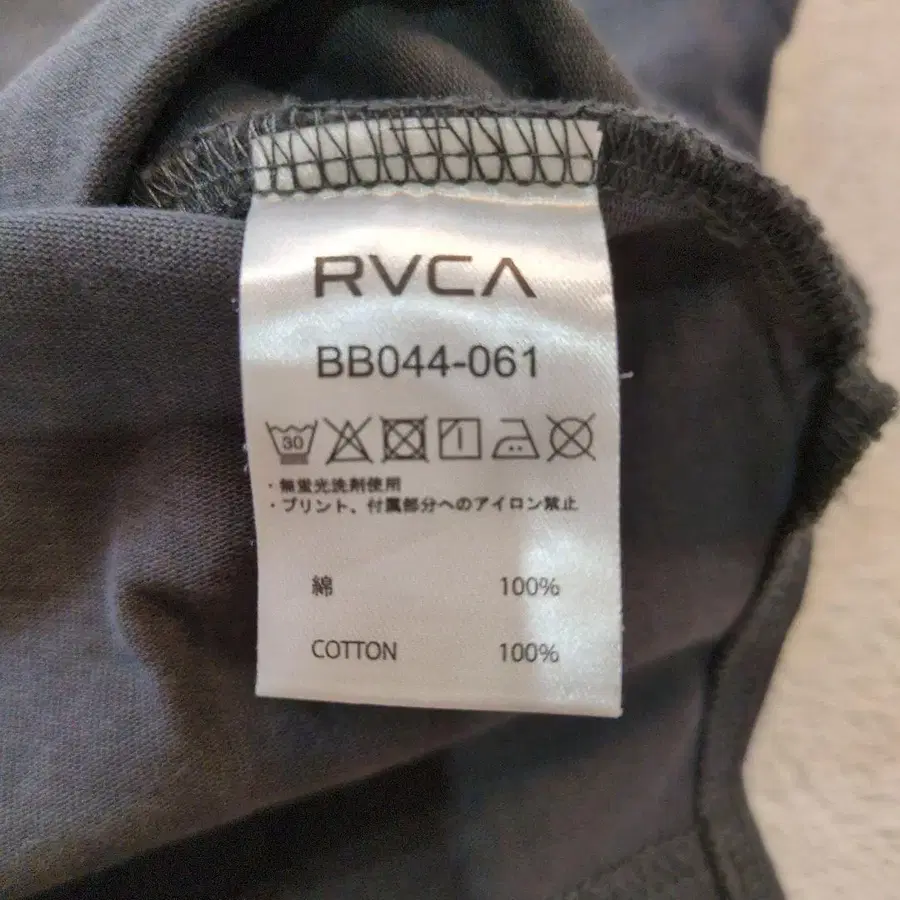 RVCA
BB044-061
30
・無蛍光洗剤使用
・プリント、付属部分へのアイロン禁止
綿 100%
COTTON 100%